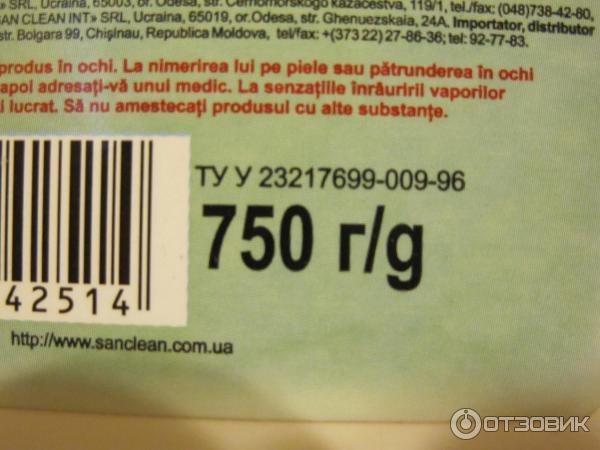 SRL, Ucraina, 65003, or. Odesa, str. Cernomorskogo kazacestva, 119/1, tel./fax: (048)738-42-80,
SAN CLEAN INT» SRL, Ucraina, 65019, or.Odesa, str. Ghenuezskaia, 24A. Importator, distributor
str. Bolgara 99, Chişinau, Republica Moldova, tel/fax: +(373 22) 27-86-36; tel: 92-77-83.
produs în ochi. La nimerirea lui pe piele sau pătrunderea în ochi
apoi adresaţi-vă unui medic. La senzaţiile înrăuririi vaporilor
lucrat. Să nu amestecaţi produsul cu alte substanţe.
ТУ У 23217699-009-96
750 г/g
42514
http://www.sanclean.com.ua
ОТЗОВИК